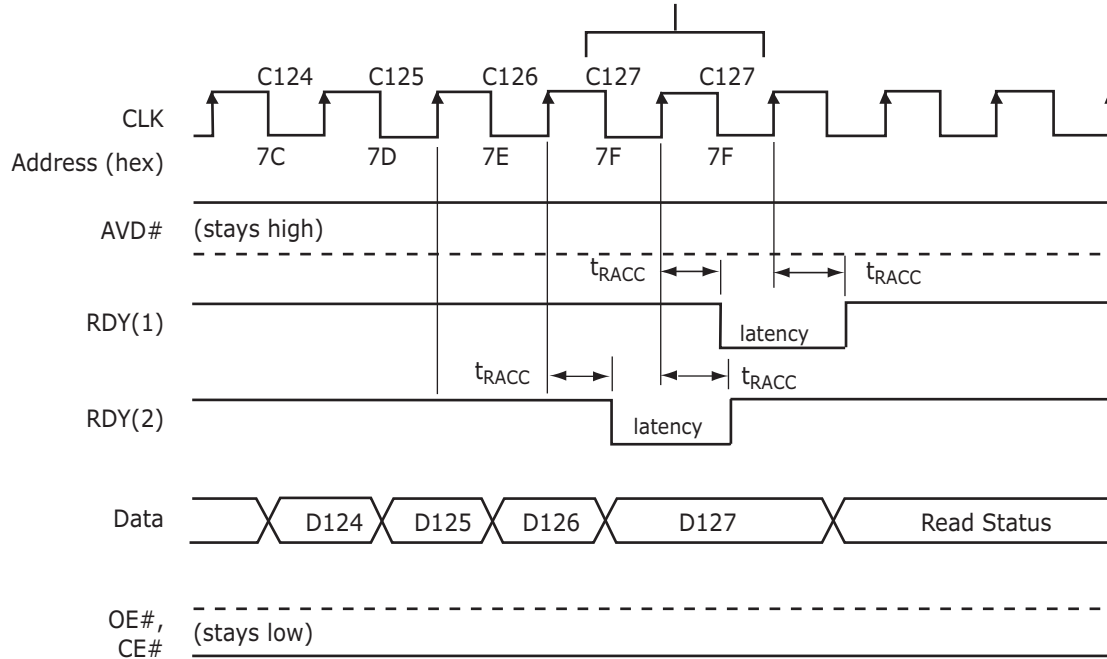 C124 C125 C126 C127 C127
CLK
Address (hex) 7C 7D 7E 7F 7F
AVD# (stays high)
tRACC tRACC
RDY(1) latency
tRACC tRACC
RDY(2) latency
Data D124 D125 D126 D127 Read Status
OE#,
CE# (stays low)